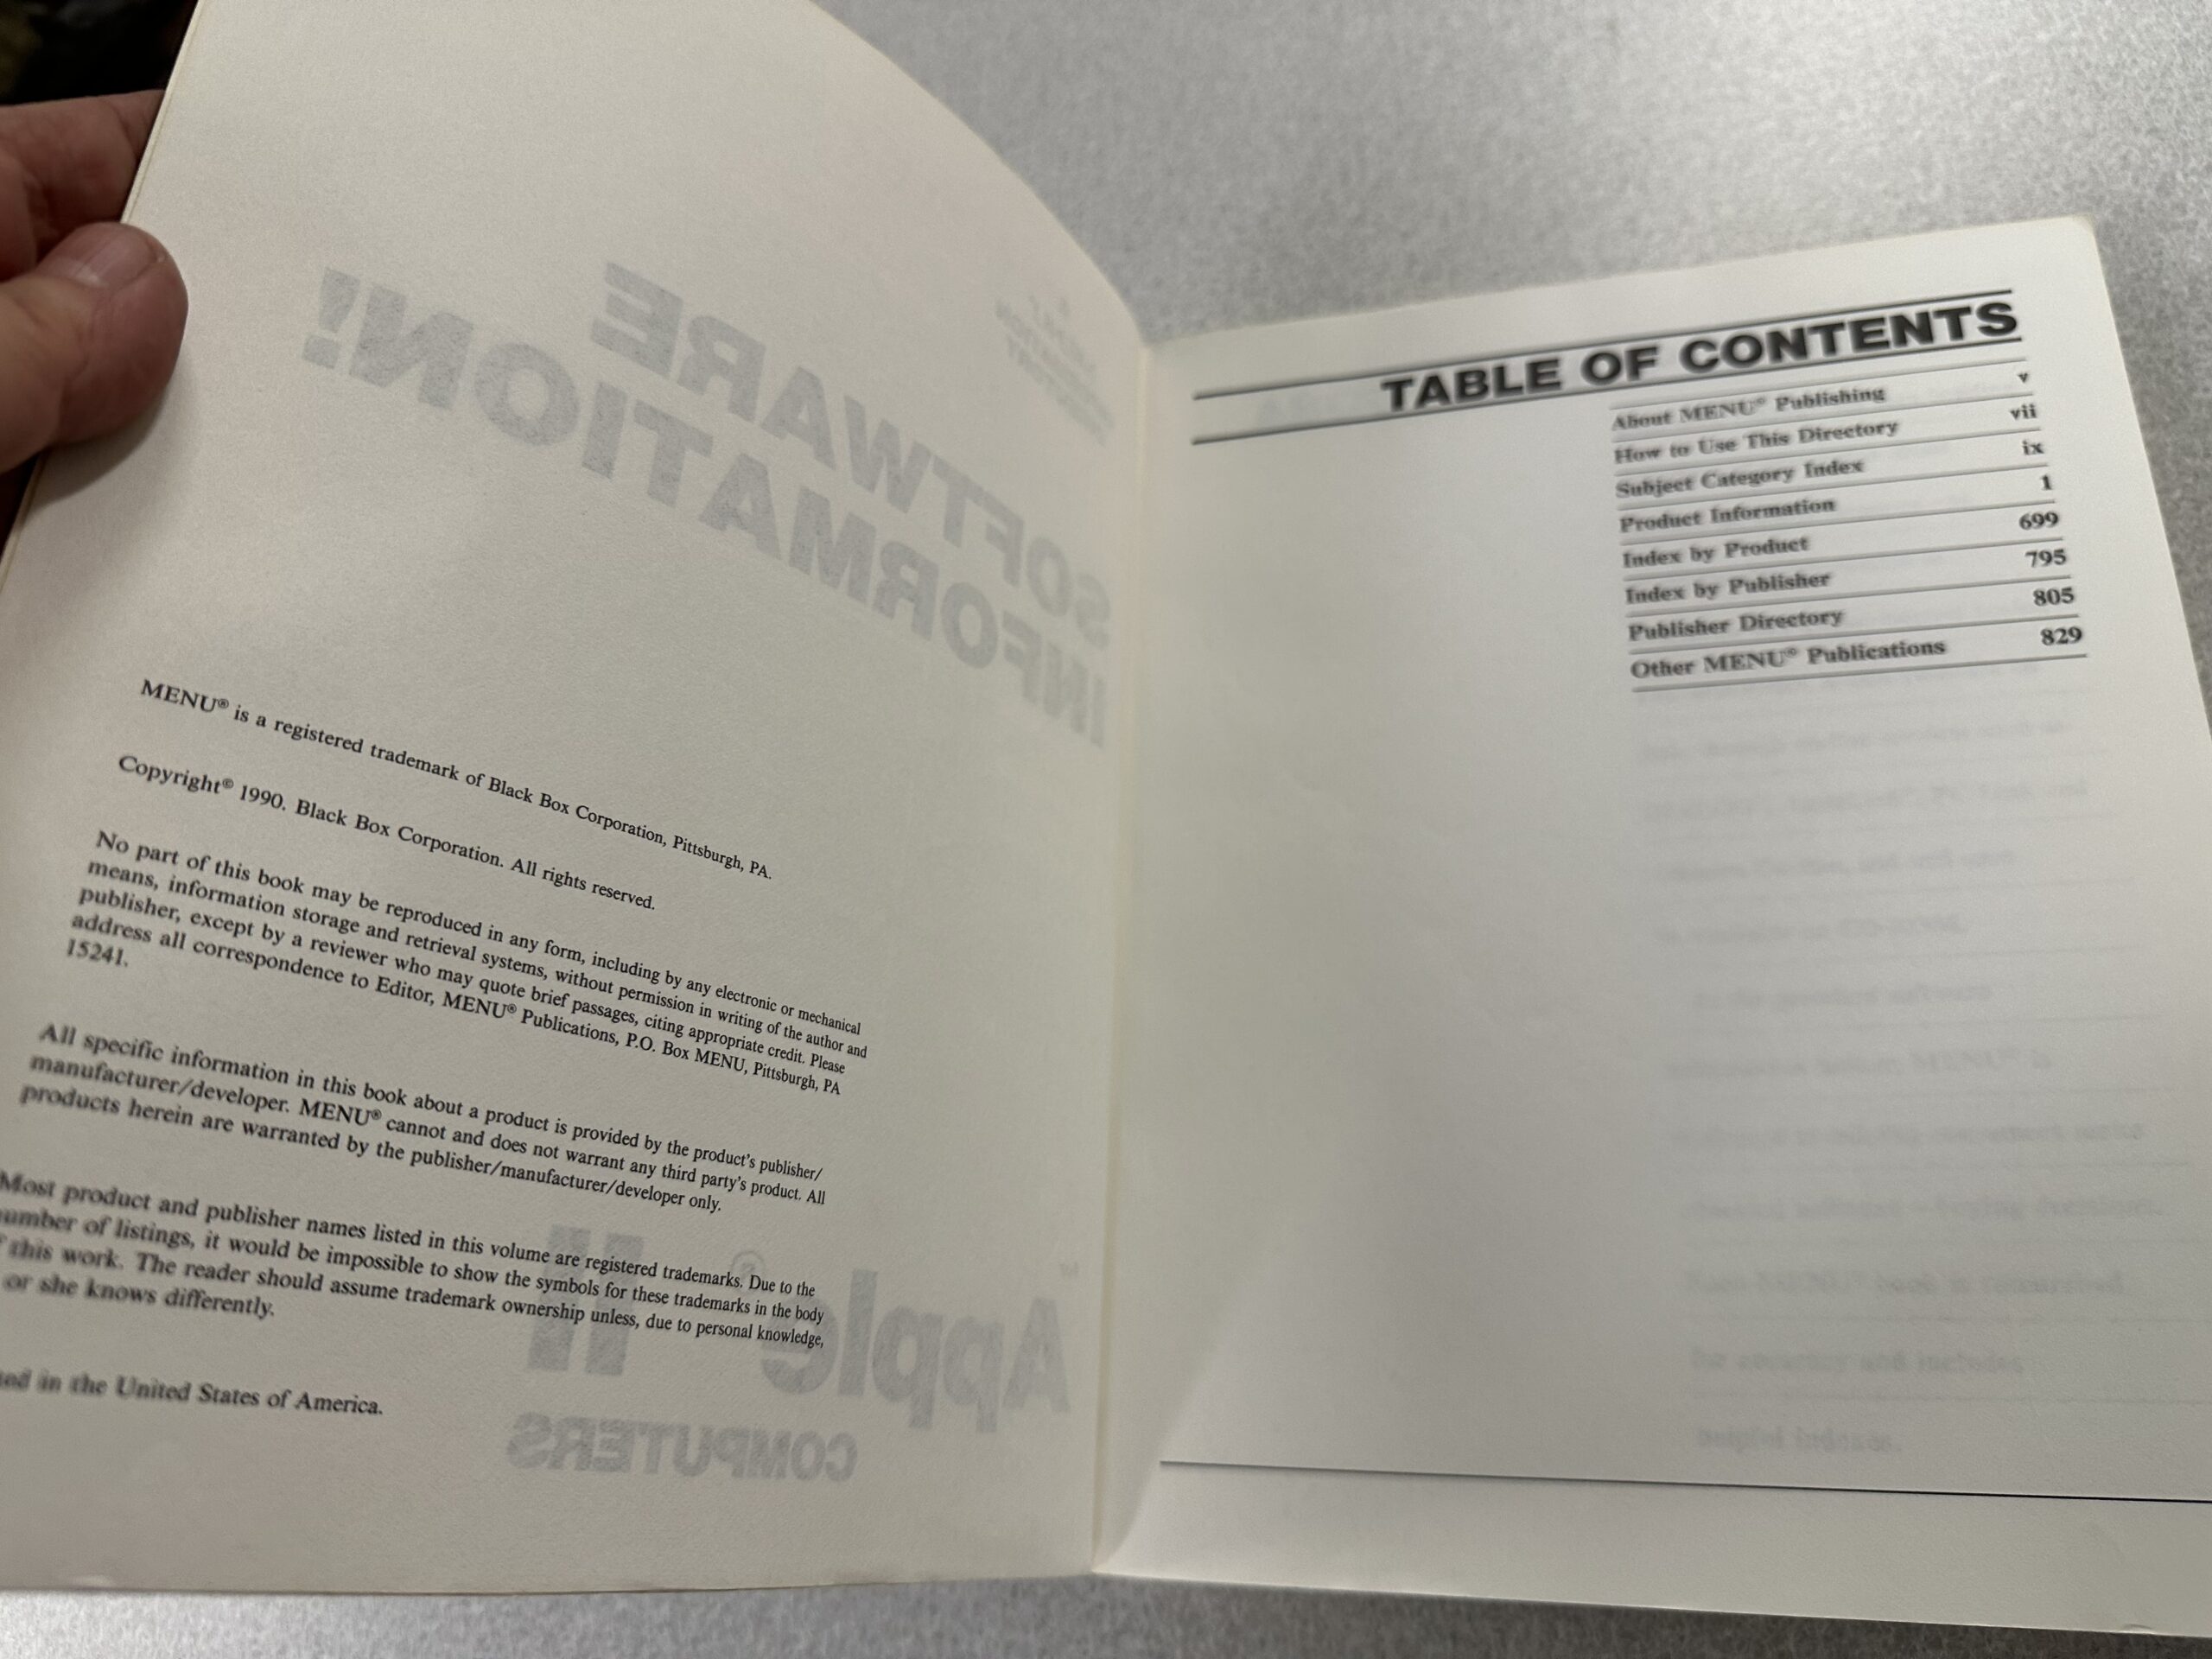 SOFTWARE
INFORMATION!
MENU® is a registered trademark of Black Box Corporation, Pittsburgh, PA.
Copyright© 1990. Black Box Corporation. All rights reserved.
No part of this book may be reproduced in any form, including by any electronic or mechanical
means, information storage and retrieval systems, without permission in writing of the author and
publisher, except by a reviewer who may quote brief passages, citing appropriate credit. Please
address all correspondence to Editor, MENU® Publications, P.O. Box MENU, Pittsburgh, PA
15241.
All specific information in this book about a product is provided by the product's publisher/
manufacturer/developer. MENU® cannot and does not warrant any third party's product. All
products herein are warranted by the publisher/manufacturer/developer only.
Most product and publisher names listed in this volume are registered trademarks. Due to the
number of listings, it would be impossible to show the symbols for these trademarks in the body
this work. The reader should assume trademark ownership unless, due to personal knowledge,
or she knows differently.
in the United States of America.
Apple® II
COMPUTERS
TABLE OF CONTENTS
About MENU® Publishing v
How to Use This Directory vii
Subject Category Index ix
Product Information 1
Index by Product 699
Index by Publisher 795
Publisher Directory 805
Other MENU® Publications 829